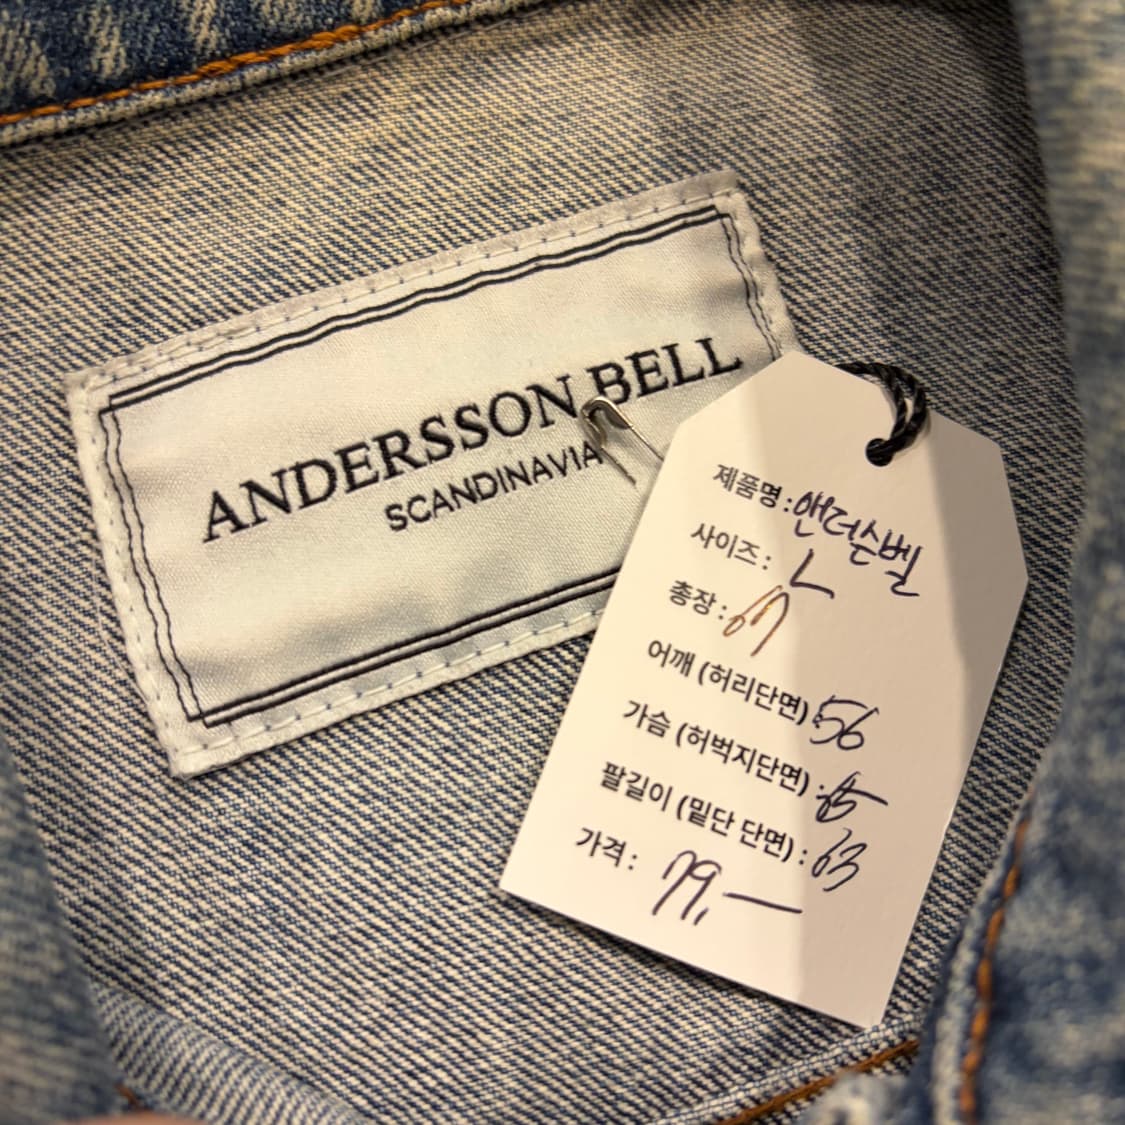 ANDERSSON BELL
SCANDINAVIA
제품명 : 앤더슨벨
사이즈 : L
총장 : 67
어깨 (허리단면) : 56
가슴 (허벅지단면) : 65
팔길이 (밑단 단면) : 63
가격 : 79,—